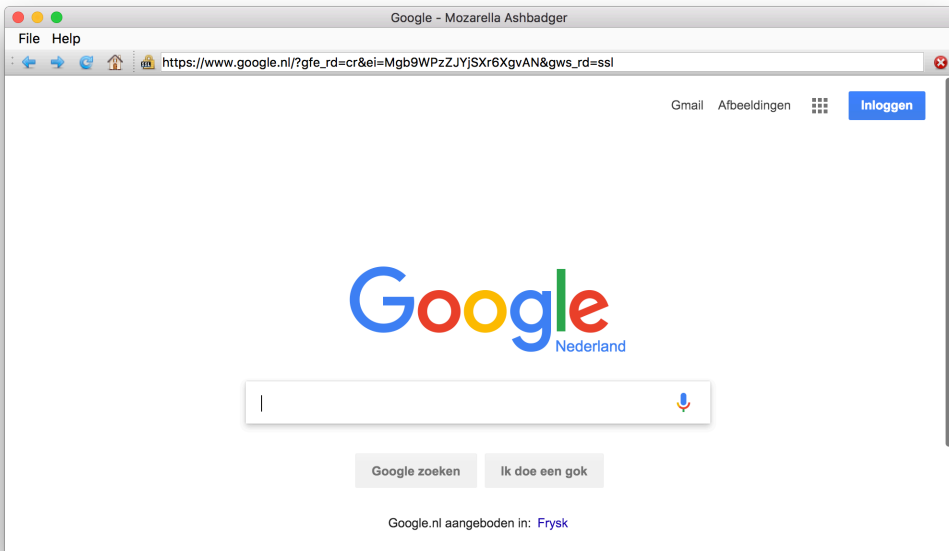 Google - Mozarella Ashbadger
File Help
https://www.google.nl/?gfe_rd=cr&ei=Mgb9WPzZJYjSXr6XgvAN&gws_rd=ssl
Gmail Afbeeldingen Inloggen
Google
Nederland
Google zoeken Ik doe een gok
Google.nl aangeboden in: Frysk